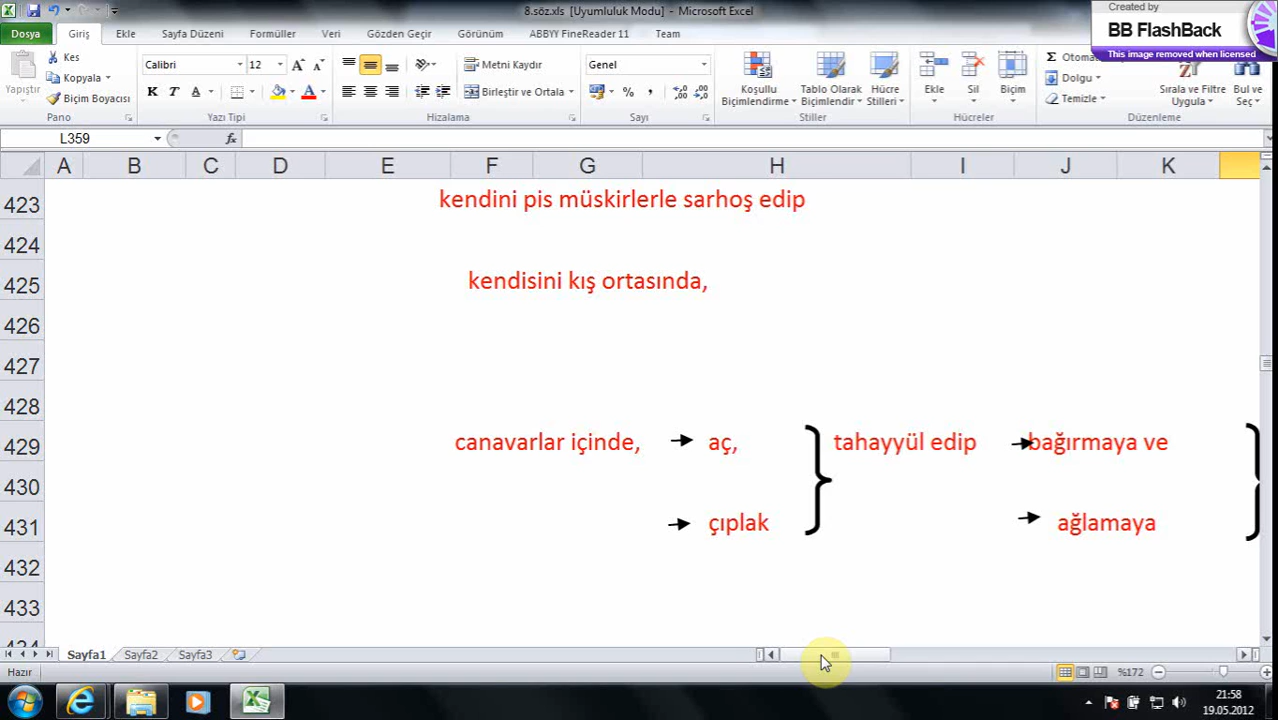 8.söz.xls [Uyumluluk Modu] - Microsoft Excel
Created by
BB FlashBack
This image removed when licensed
Dosya Giriş Ekle Sayfa Düzeni Formüller Veri Gözden Geçir Görünüm ABBYY FineReader 11 Team
Yapıştır
Kes
Kopyala
Biçim Boyacısı
Pano
Calibri 12
K T A
Yazı Tipi
Metni Kaydır
Birleştir ve Ortala
Hizalama
Genel
%
Sayı
Koşullu Biçimlendirme
Tablo Olarak Biçimlendir
Hücre Stilleri
Stiller
Ekle
Sil
Biçim
Hücreler
Σ Otoma
Dolgu
Temizle
Sırala ve Filtre Uygula
Bul ve Seç
Düzenleme
L359 fx
A B C D E F G H I J K
423 kendini pis müskirlerle sarhoş edip
424
425 kendisini kış ortasında,
426
427
428
429 canavarlar içinde, aç, tahayyül edip bağırmaya ve
430
431 çıplak ağlamaya
432
433
Sayfa1 Sayfa2 Sayfa3
Hazır %172
21:58
19.05.2012